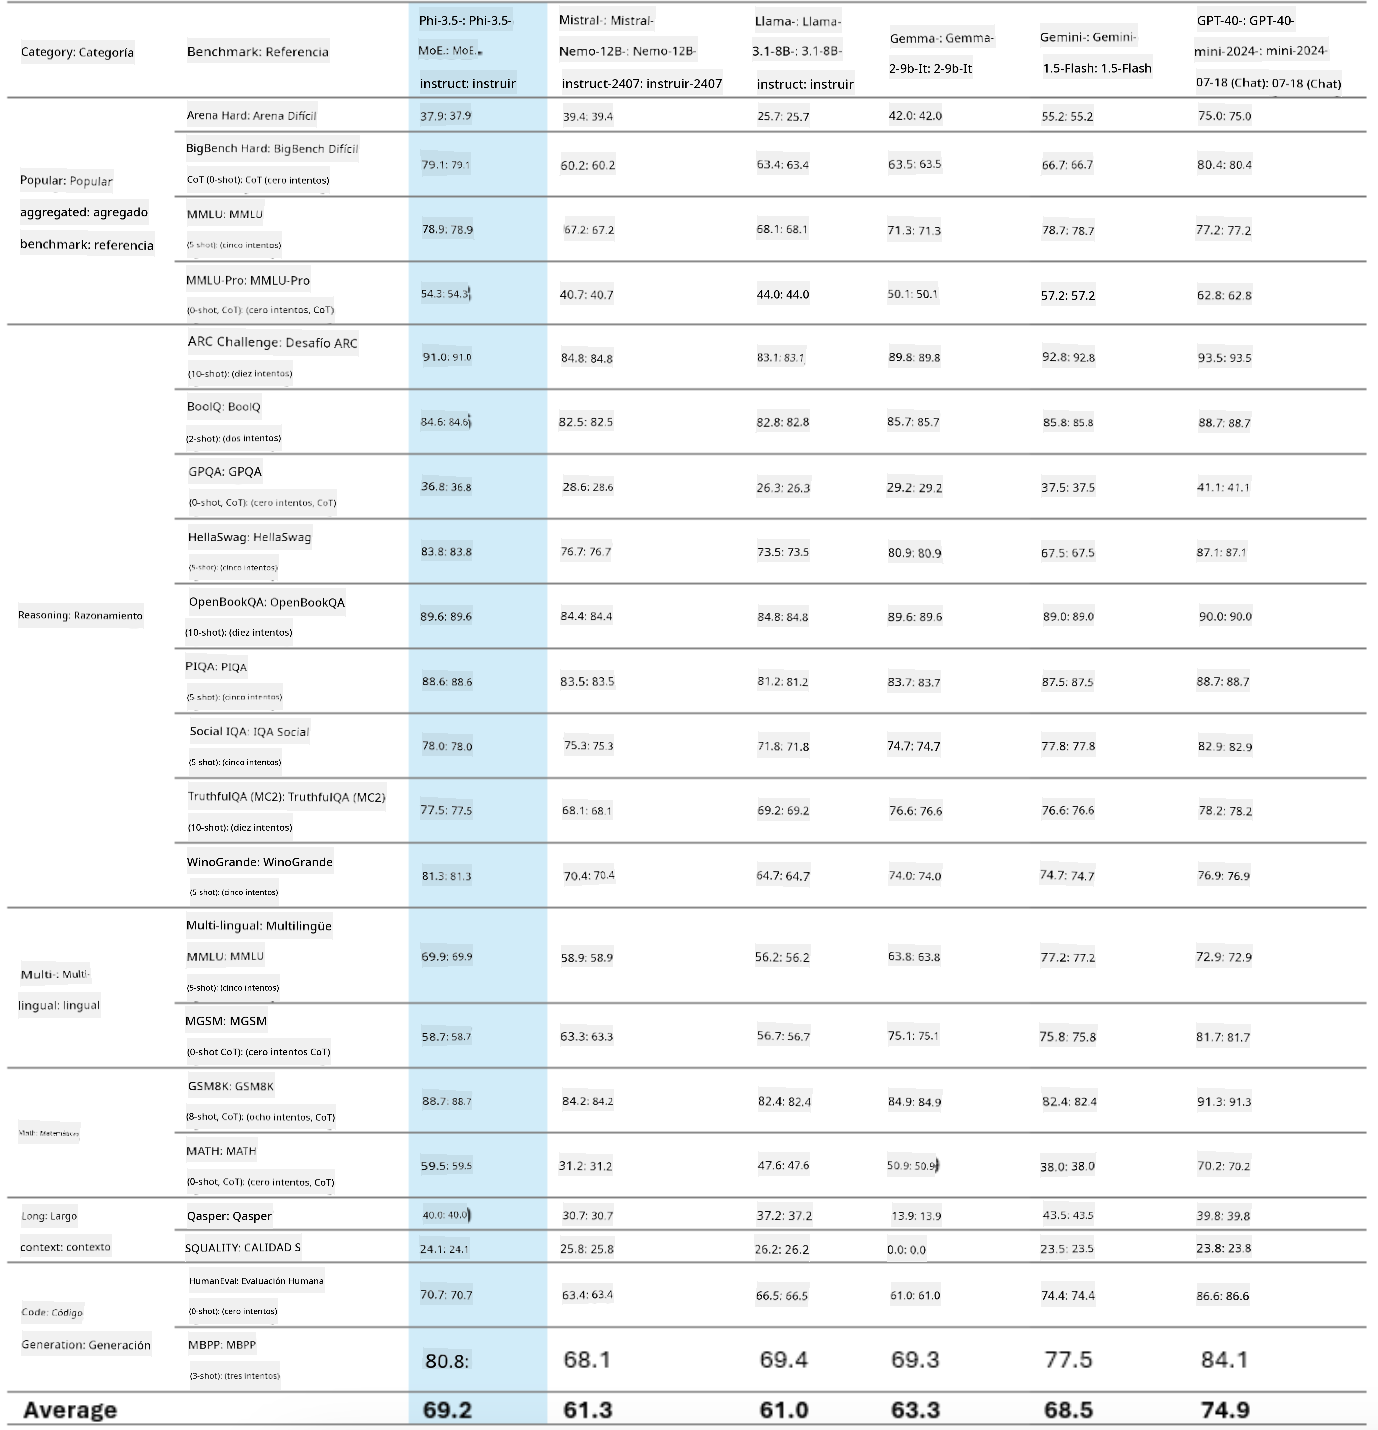 Category: Categoría
Benchmark: Referencia
Phi-3.5-: Phi-3.5-
MoE.: MoE.
instruct: instruir
Mistral-: Mistral-
Nemo-12B-: Nemo-12B-
instruct-2407: instruir-2407
Llama-: Llama-
3.1-8B-: 3.1-8B-
instruct: instruir
Gemma-: Gemma-
2-9b-It: 2-9b-It
Gemini-: Gemini-
1.5-Flash: 1.5-Flash
GPT-40-: GPT-40-
mini-2024-: mini-2024-
07-18 (Chat): 07-18 (Chat)
Popular: Popular
aggregated: agregado
benchmark: referencia
Arena Hard: Arena Difícil
37.9: 37.9
39.4: 39.4
25.7: 25.7
42.0: 42.0
55.2: 55.2
75.0: 75.0
BigBench Hard: BigBench Difícil
CoT (0-shot): CoT (cero intentos)
79.1: 79.1
60.2: 60.2
63.4: 63.4
63.5: 63.5
66.7: 66.7
80.4: 80.4
MMLU: MMLU
(5-shot): (cinco intentos)
78.9: 78.9
67.2: 67.2
68.1: 68.1
71.3: 71.3
78.7: 78.7
77.2: 77.2
MMLU-Pro: MMLU-Pro
(0-shot, CoT): (cero intentos, CoT)
54.3: 54.3
40.7: 40.7
44.0: 44.0
50.1: 50.1
57.2: 57.2
62.8: 62.8
Reasoning: Razonamiento
ARC Challenge: Desafío ARC
(10-shot): (diez intentos)
91.0: 91.0
84.8: 84.8
83.1: 83.1
89.8: 89.8
92.8: 92.8
93.5: 93.5
BoolQ: BoolQ
(2-shot): (dos intentos)
84.6: 84.6
82.5: 82.5
82.8: 82.8
85.7: 85.7
85.8: 85.8
88.7: 88.7
GPQA: GPQA
(0-shot, CoT): (cero intentos, CoT)
36.8: 36.8
28.6: 28.6
26.3: 26.3
29.2: 29.2
37.5: 37.5
41.1: 41.1
HellaSwag: HellaSwag
(5-shot): (cinco intentos)
83.8: 83.8
76.7: 76.7
73.5: 73.5
80.9: 80.9
67.5: 67.5
87.1: 87.1
OpenBookQA: OpenBookQA
(10-shot): (diez intentos)
89.6: 89.6
84.4: 84.4
84.8: 84.8
89.6: 89.6
89.0: 89.0
90.0: 90.0
PIQA: PIQA
(5-shot): (cinco intentos)
88.6: 88.6
83.5: 83.5
81.2: 81.2
83.7: 83.7
87.5: 87.5
88.7: 88.7
Social IQA: IQA Social
(5-shot): (cinco intentos)
78.0: 78.0
75.3: 75.3
71.8: 71.8
74.7: 74.7
77.8: 77.8
82.9: 82.9
TruthfulQA (MC2): TruthfulQA (MC2)
(10-shot): (diez intentos)
77.5: 77.5
68.1: 68.1
69.2: 69.2
76.6: 76.6
76.6: 76.6
78.2: 78.2
WinoGrande: WinoGrande
(5-shot): (cinco intentos)
81.3: 81.3
70.4: 70.4
64.7: 64.7
74.0: 74.0
74.7: 74.7
76.9: 76.9
Multi-: Multi-
lingual: lingual
Multi-lingual: Multilingüe
MMLU: MMLU
(5-shot): (cinco intentos)
69.9: 69.9
58.9: 58.9
56.2: 56.2
63.8: 63.8
77.2: 77.2
72.9: 72.9
MGSM: MGSM
(0-shot CoT): (cero intentos CoT)
58.7: 58.7
63.3: 63.3
56.7: 56.7
75.1: 75.1
75.8: 75.8
81.7: 81.7
Math: Matemáticas
GSM8K: GSM8K
(8-shot, CoT): (ocho intentos, CoT)
88.7: 88.7
84.2: 84.2
82.4: 82.4
84.9: 84.9
82.4: 82.4
91.3: 91.3
MATH: MATH
(0-shot, CoT): (cero intentos, CoT)
59.5: 59.5
31.2: 31.2
47.6: 47.6
50.9: 50.9
38.0: 38.0
70.2: 70.2
Long: Largo
context: contexto
Qasper: Qasper
40.0: 40.0
30.7: 30.7
37.2: 37.2
13.9: 13.9
43.5: 43.5
39.8: 39.8
SQUALITY: CALIDAD S
24.1: 24.1
25.8: 25.8
26.2: 26.2
0.0: 0.0
23.5: 23.5
23.8: 23.8
Code: Código
Generation: Generación
HumanEval: Evaluación Humana
(0-shot): (cero intentos)
70.7: 70.7
63.4: 63.4
66.5: 66.5
61.0: 61.0
74.4: 74.4
86.6: 86.6
MBPP: MBPP
(3-shot): (tres intentos)
80.8:
68.1
69.4
69.3
77.5
84.1
Average
69.2
61.3
61.0
63.3
68.5
74.9